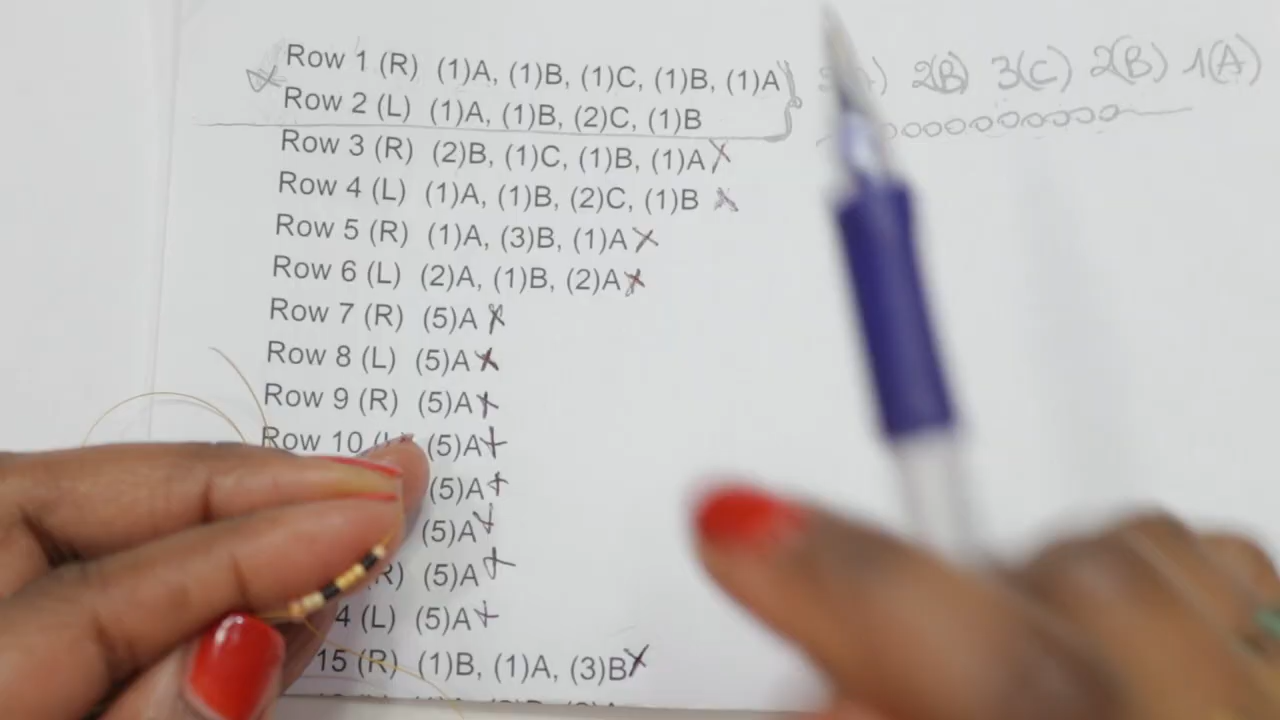 Row 1 (R) (1)A, (1)B, (1)C, (1)B, (1)A 2(B) 3(C) 2(B) 1(A)
Row 2 (L) (1)A, (1)B, (2)C, (1)B
Row 3 (R) (2)B, (1)C, (1)B, (1)A
Row 4 (L) (1)A, (1)B, (2)C, (1)B
Row 5 (R) (1)A, (3)B, (1)A
Row 6 (L) (2)A, (1)B, (2)A
Row 7 (R) (5)A
Row 8 (L) (5)A
Row 9 (R) (5)A
Row 10 (5)A
(5)A
(5)A
R) (5)A
4 (L) (5)A
15 (R) (1)B, (1)A, (3)B